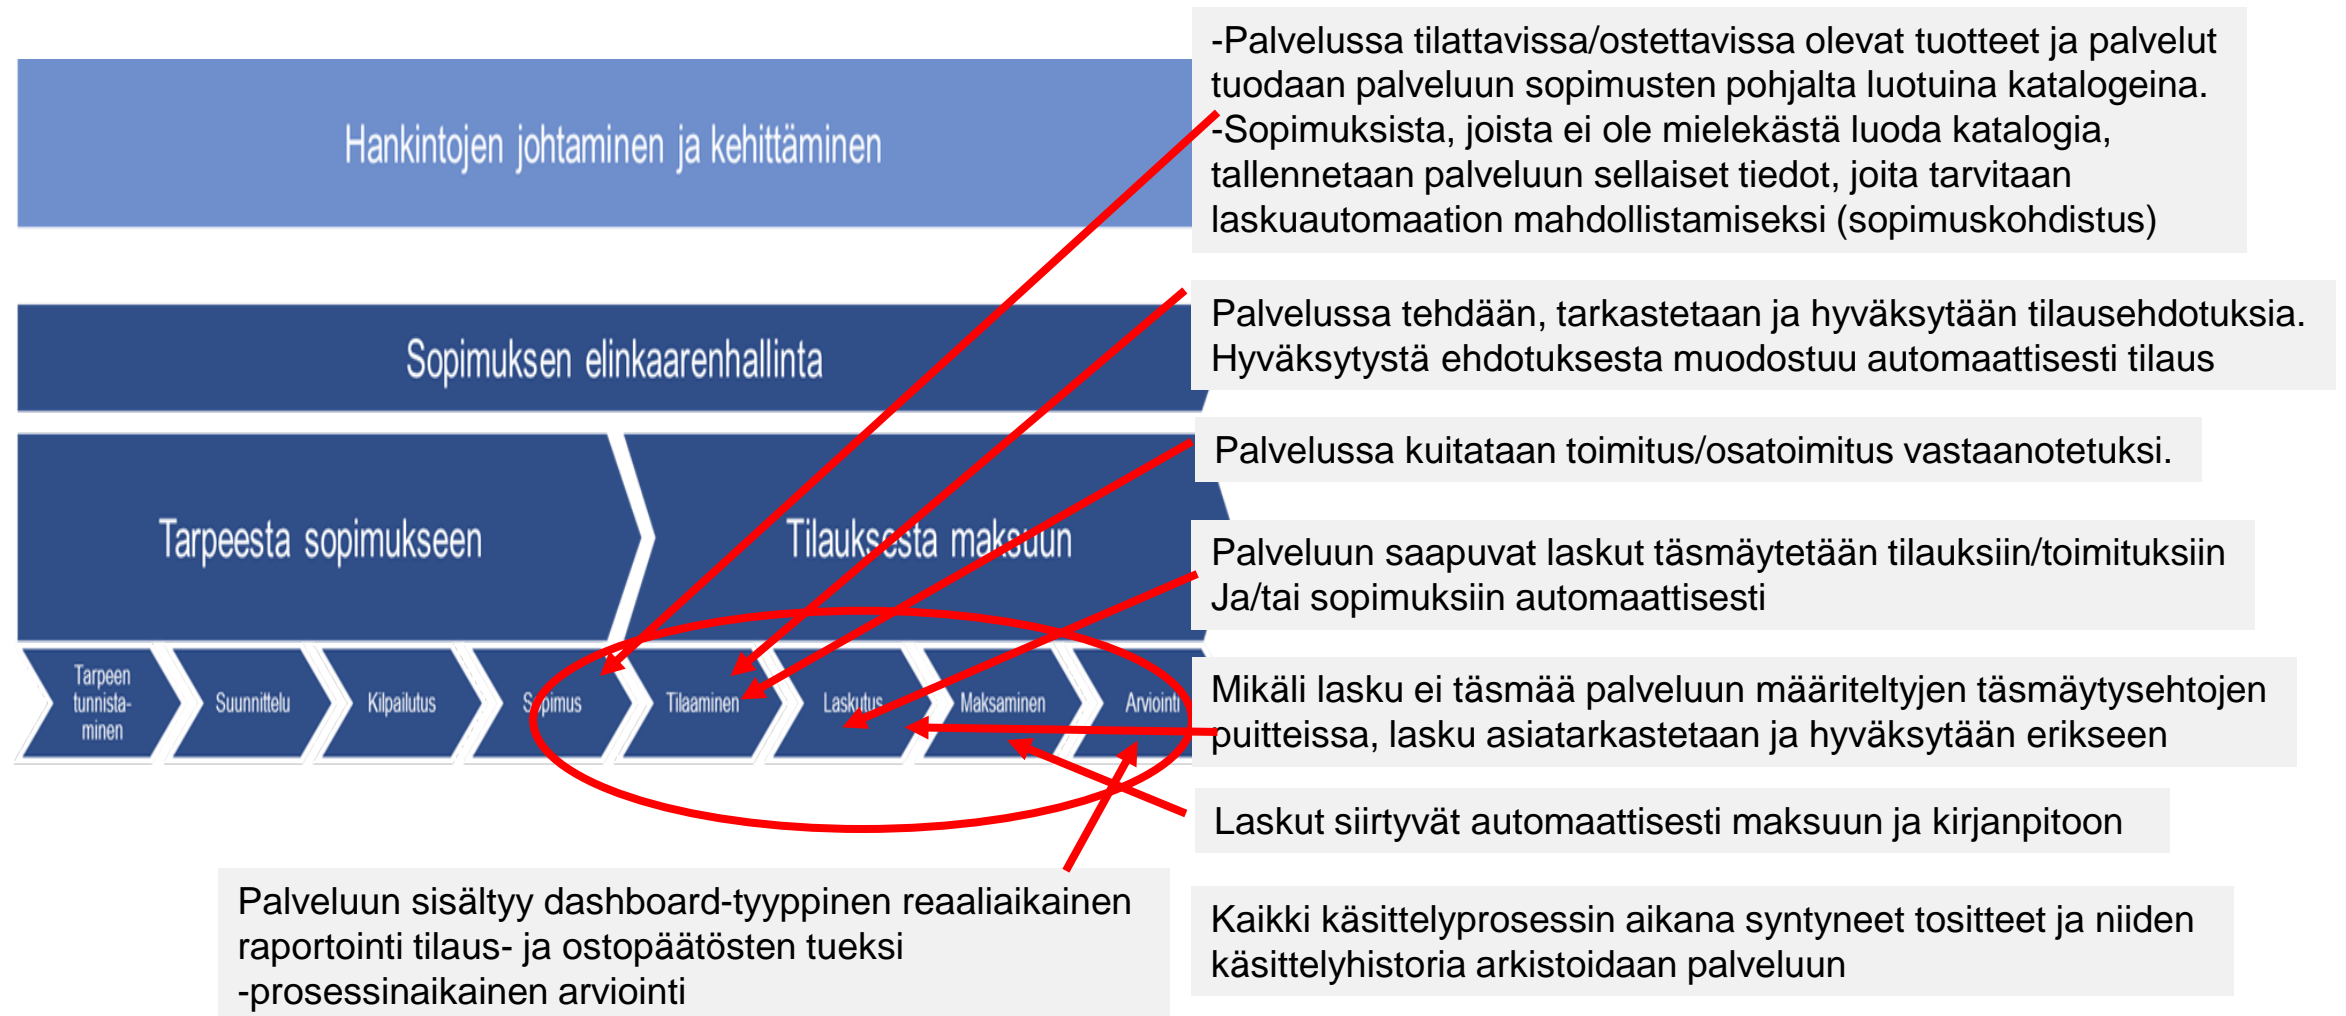 Hankintojen johtaminen ja kehittäminen
Sopimuksen elinkaarenhallinta
Tarpeesta sopimukseen
Tilauksesta maksuun
Tarpeen
tunnista-
minen
Suunnittelu
Kilpailutus
Sopimus
Tilaaminen
Laskutus
Maksaminen
Arviointi
-Palvelussa tilattavissa/ostettavissa olevat tuotteet ja palvelut
tuodaan palveluun sopimusten pohjalta luotuina katalogeina.
-Sopimuksista, joista ei ole mielekästä luoda katalogia,
tallennetaan palveluun sellaiset tiedot, joita tarvitaan
laskuautomaation mahdollistamiseksi (sopimuskohdistus)
Palvelussa tehdään, tarkastetaan ja hyväksytään tilausehdotuksia.
Hyväksytystä ehdotuksesta muodostuu automaattisesti tilaus
Palvelussa kuitataan toimitus/osatoimitus vastaanotetuksi.
Palveluun saapuvat laskut täsmäytetään tilauksiin/toimituksiin
Ja/tai sopimuksiin automaattisesti
Mikäli lasku ei täsmää palveluun määriteltyjen täsmäytysehtojen
puitteissa, lasku asiatarkastetaan ja hyväksytään erikseen
Laskut siirtyvät automaattisesti maksuun ja kirjanpitoon
Kaikki käsittelyprosessin aikana syntyneet tositteet ja niiden
käsittelyhistoria arkistoidaan palveluun
Palveluun sisältyy dashboard-tyyppinen reaaliaikainen
raportointi tilaus- ja ostopäätösten tueksi
-prosessinaikainen arviointi